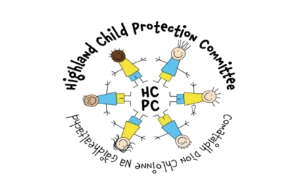 Highland Child Protection Committee
HC
PC
Comataidh Dìon Chloinne Na Gàidhealtachd